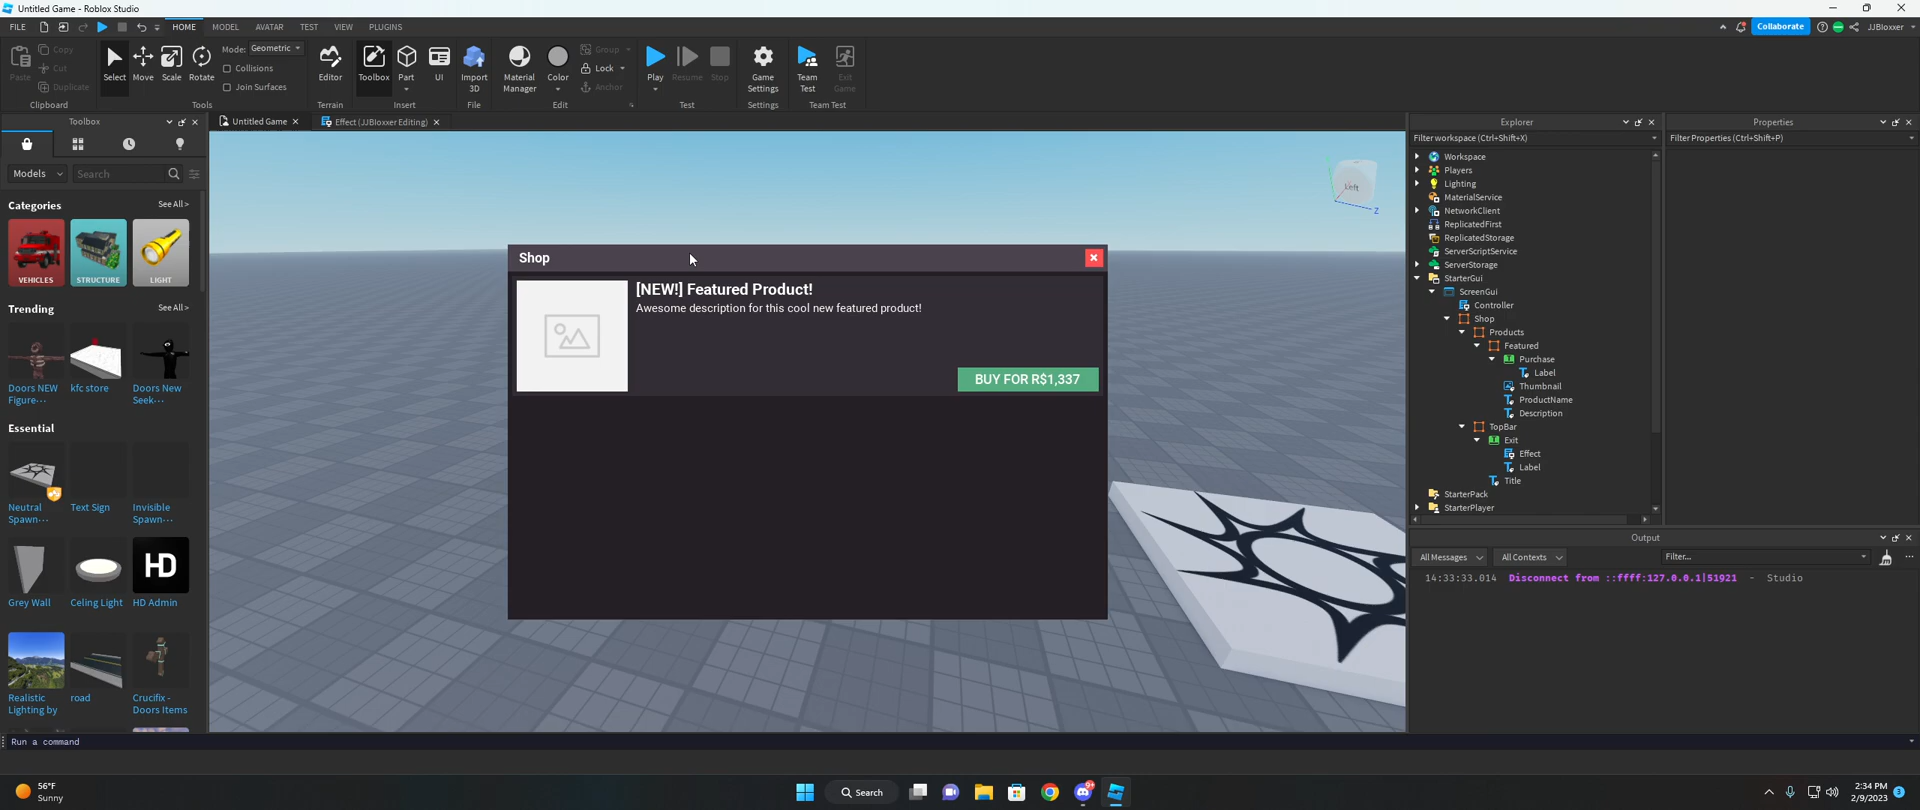 Untitled Game - Roblox Studio
FILE
HOME
MODEL
AVATAR
TEST
VIEW
PLUGINS
Collaborate
JJBloxxer
Paste
Copy
Cut
Duplicate
Clipboard
Select
Move
Scale
Rotate
Mode: Geometric
Collisions
Join Surfaces
Tools
Editor
Terrain
Toolbox
Part
UI
Insert
Import 3D
File
Material Manager
Color
Group
Lock
Anchor
Edit
Play
Resume
Stop
Test
Game Settings
Settings
Team Test
Exit Game
Team Test
Toolbox
Untitled Game
Effect (JJBloxxer Editing)
Models
Search
Categories
See All >
VEHICLES
STRUCTURE
LIGHT
Trending
See All >
Doors NEW Figure...
kfc store
Doors New Seek...
Essential
Neutral Spawn...
Text Sign
Invisible Spawn...
HD
Grey Wall
Celing Light
HD Admin
Realistic Lighting by
road
Crucifix - Doors Items
Left
Z
Shop
[NEW!] Featured Product!
Awesome description for this cool new featured product!
BUY FOR R$1,337
Explorer
Filter workspace (Ctrl+Shift+X)
Workspace
Players
Lighting
MaterialService
NetworkClient
ReplicatedFirst
ReplicatedStorage
ServerScriptService
ServerStorage
StarterGui
ScreenGui
Controller
Shop
Products
Featured
Purchase
Label
Thumbnail
ProductName
Description
TopBar
Exit
Effect
Label
Title
StarterPack
StarterPlayer
Properties
Filter Properties (Ctrl+Shift+P)
Output
All Messages
All Contexts
Filter...
14:33:33.014 Disconnect from ::ffff:127.0.0.1|51921 - Studio
Run a command
56°F
Sunny
Search
2:34 PM
2/9/2023
3